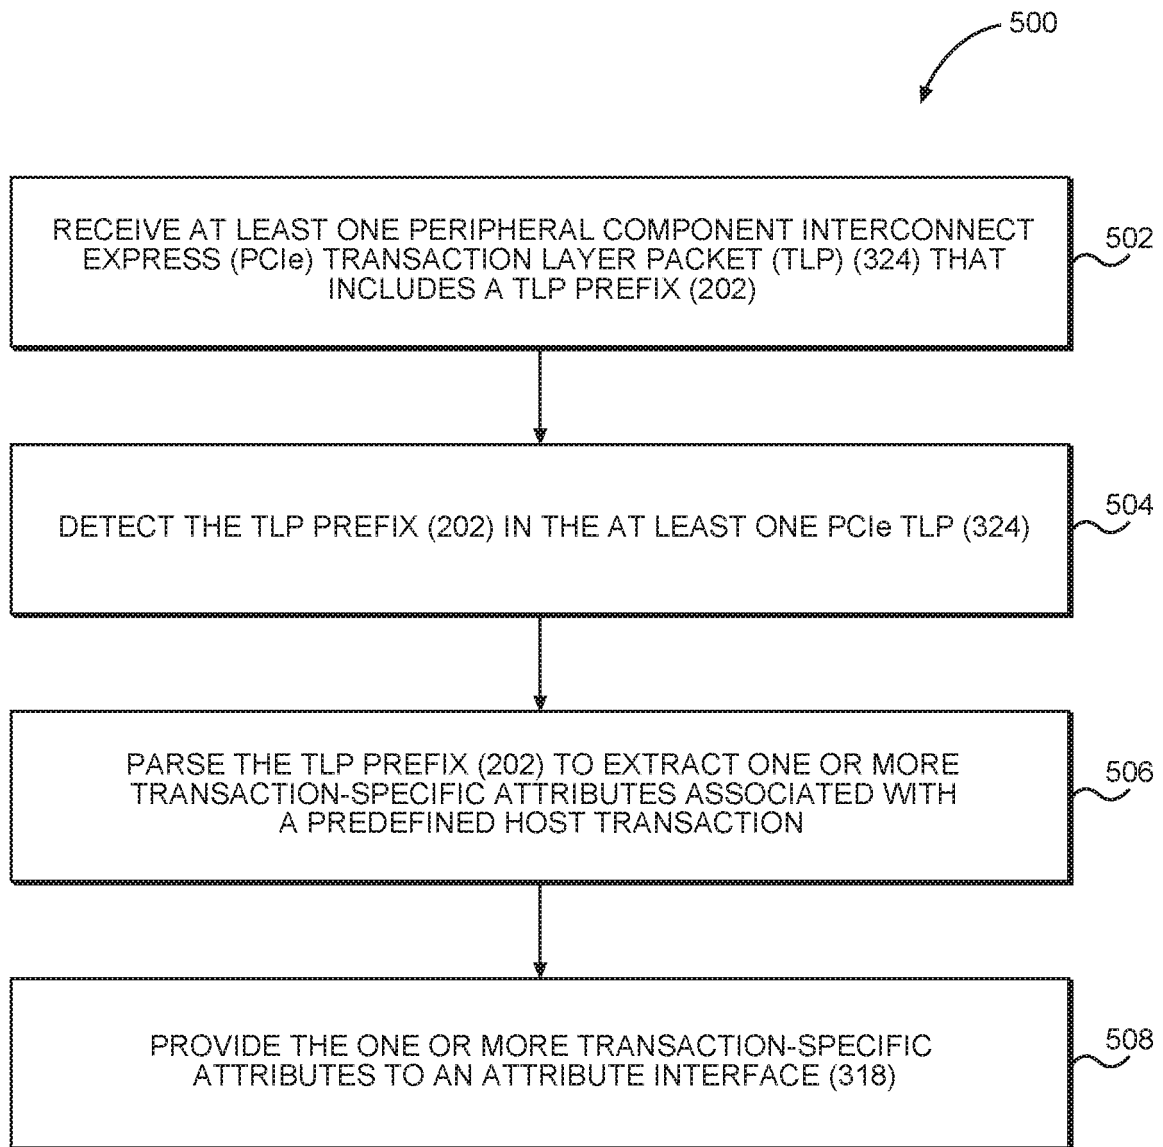 500
RECEIVE AT LEAST ONE PERIPHERAL COMPONENT INTERCONNECT
EXPRESS (PCIe) TRANSACTION LAYER PACKET (TLP) (324) THAT
INCLUDES A TLP PREFIX (202)
502
DETECT THE TLP PREFIX (202) IN THE AT LEAST ONE PCIe TLP (324)
504
PARSE THE TLP PREFIX (202) TO EXTRACT ONE OR MORE
TRANSACTION-SPECIFIC ATTRIBUTES ASSOCIATED WITH
A PREDEFINED HOST TRANSACTION
506
PROVIDE THE ONE OR MORE TRANSACTION-SPECIFIC
ATTRIBUTES TO AN ATTRIBUTE INTERFACE (318)
508